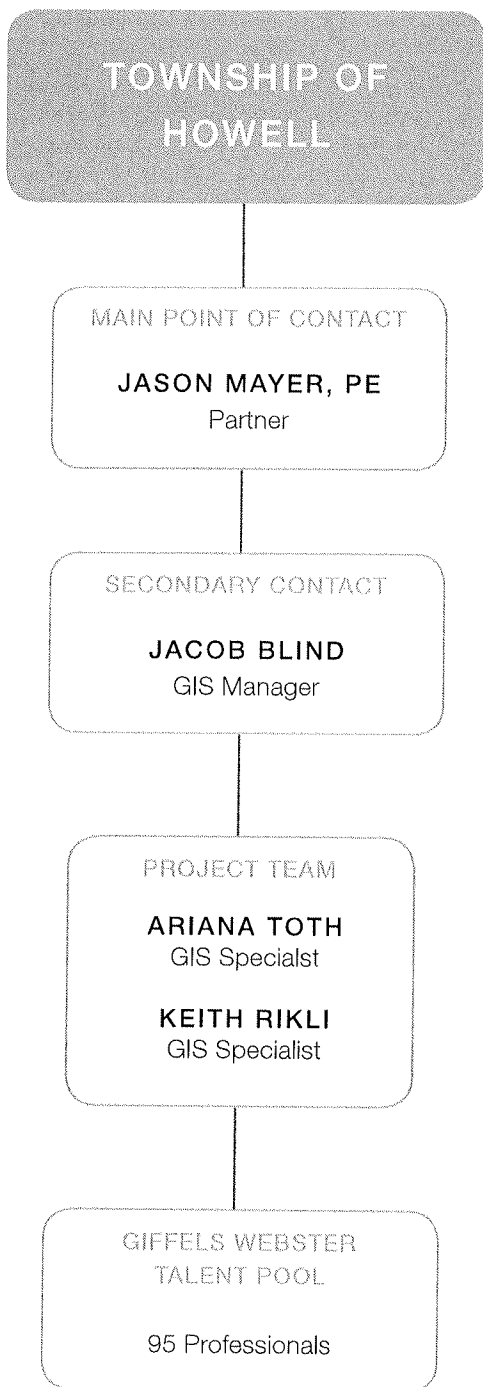 TOWNSHIP OF
HOWELL
MAIN POINT OF CONTACT
JASON MAYER, PE
Partner
SECONDARY CONTACT
JACOB BLIND
GIS Manager
PROJECT TEAM
ARIANA TOTH
GIS Specialst
KEITH RIKLI
GIS Specialist
GIFFELS WEBSTER
TALENT POOL
95 Professionals